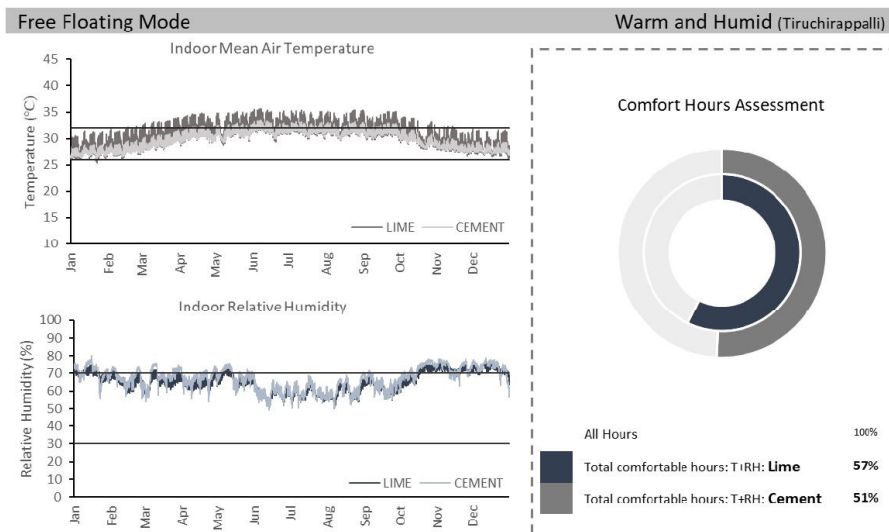 Free Floating Mode
Warm and Humid (Tiruchirappalli)
Indoor Mean Air Temperature
Temperature (°C)
45
40
35
30
25
20
15
10
LIME CEMENT
Jan Feb Mar Apr May Jun Jul Aug Sep Oct Nov Dec
Indoor Relative Humidity
Relative Humidity (%)
100
90
80
70
60
50
40
30
20
10
0
LIME CEMENT
Jan Feb Mar Apr May Jun Jul Aug Sep Oct Nov Dec
Comfort Hours Assessment
All Hours 100%
Total comfortable hours: T+RH: Lime 57%
Total comfortable hours: T+RH: Cement 51%